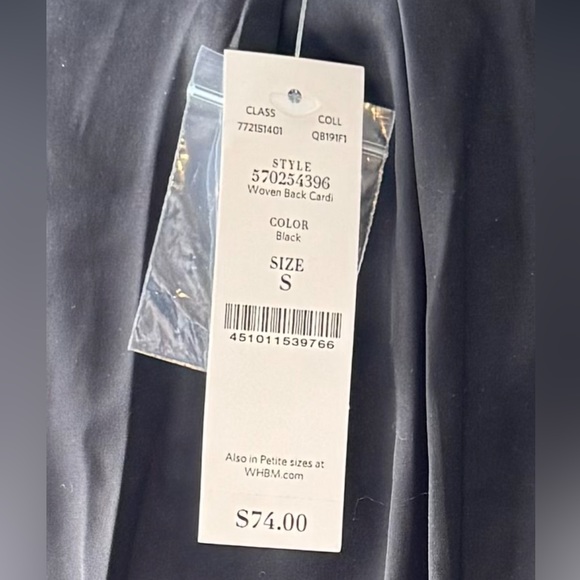 CLASS COLL
772151401 QB191F1
STYLE
570254396
Woven Back Cardi
COLOR
Black
SIZE
S
451011539766
Also in Petite sizes at
WHBM.com
$74.00